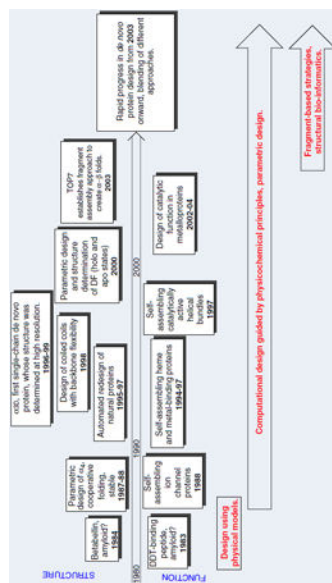 STRUCTURE
Betabellin,
amyloid?
1984
Parametric
design of α₄,
cooperative
folding, stable
1987-88
α3D, first single-chain de novo
protein, whose structure was
determined at high resolution.
1996-99
Design of coiled coils
with backbone flexibility
1998
Automated redesign of
natural proteins
1995-97
Parametric design
and structure
determination
of DF (holo and
apo states)
2000
TOP7
establishes fragment
assembly approach to
create α-β folds.
2003
Rapid progress in de novo
protein design from 2003
onward, blending of different
approaches.
1980
1990
2000
FUNCTION
DDT-binding
peptide,
amyloid?
1983
Self-
assembling
ion channel
proteins
1988
Self-assembling heme
and metal-binding proteins
1994-97
Self-
assembling
catalytically
active
helical
bundles
1997
Design of catalytic
function in
metalloproteins
2002-04
Design using
physical models.
Computational design guided by physicochemical principles, parametric design.
Fragment-based strategies,
structural bio-informatics.